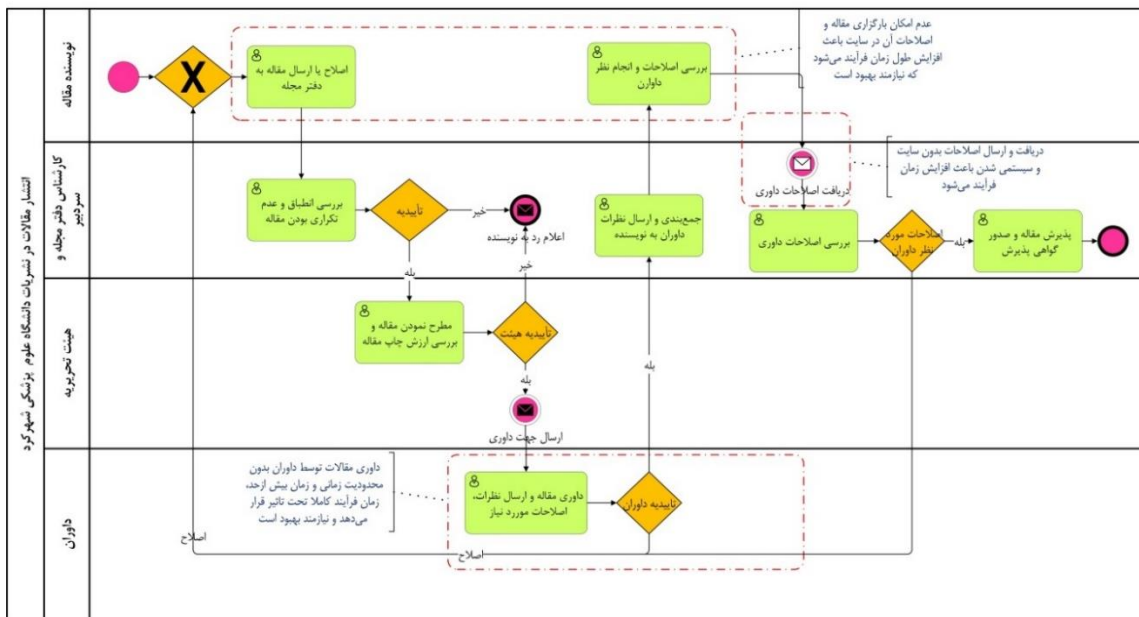 انتشار مقالات در نشریات دانشگاه علوم پزشکی شهرکرد
نویسنده مقاله
X
اصلاح یا ارسال مقاله به
دفتر مجله
بررسی اصلاحات و انجام نظر
داوارن
عدم امکان بارگزاری مقاله و
اصلاحات آن در سایت باعث
افزایش طول زمان فرآیند می‌شود
که نیازمند بهبود است
کارشناس دفتر مجله و
سردبیر
بررسی انطباق و عدم
تکراری بودن مقاله
تأییدیه
خیر
بله
اعلام رد به نویسنده
خیر
جمع‌بندی و ارسال نظرات
داوران به نویسنده
دریافت اصلاحات داوری
دریافت و ارسال اصلاحات بدون سایت
و سیستمی شدن باعث افزایش زمان
فرآیند می‌شود
بررسی اصلاحات داوری
اصلاحات مورد
نظر داوران
بله
پذیرش مقاله و صدور
گواهی پذیرش
هیئت تحریریه
مطرح نمودن مقاله و
بررسی ارزش چاپ مقاله
تأییدیه هیئت
بله
ارسال جهت داوری
بله
داوران
داوری مقالات توسط داوران بدون
محدودیت زمانی و زمان بیش ازحد،
زمان فرآیند کاملا تحت تاثیر قرار
می‌دهد و نیازمند بهبود است
داوری مقاله و ارسال نظرات،
اصلاحات موررد نیاز
تاییدیه داوران
اصلاح
اصلاح